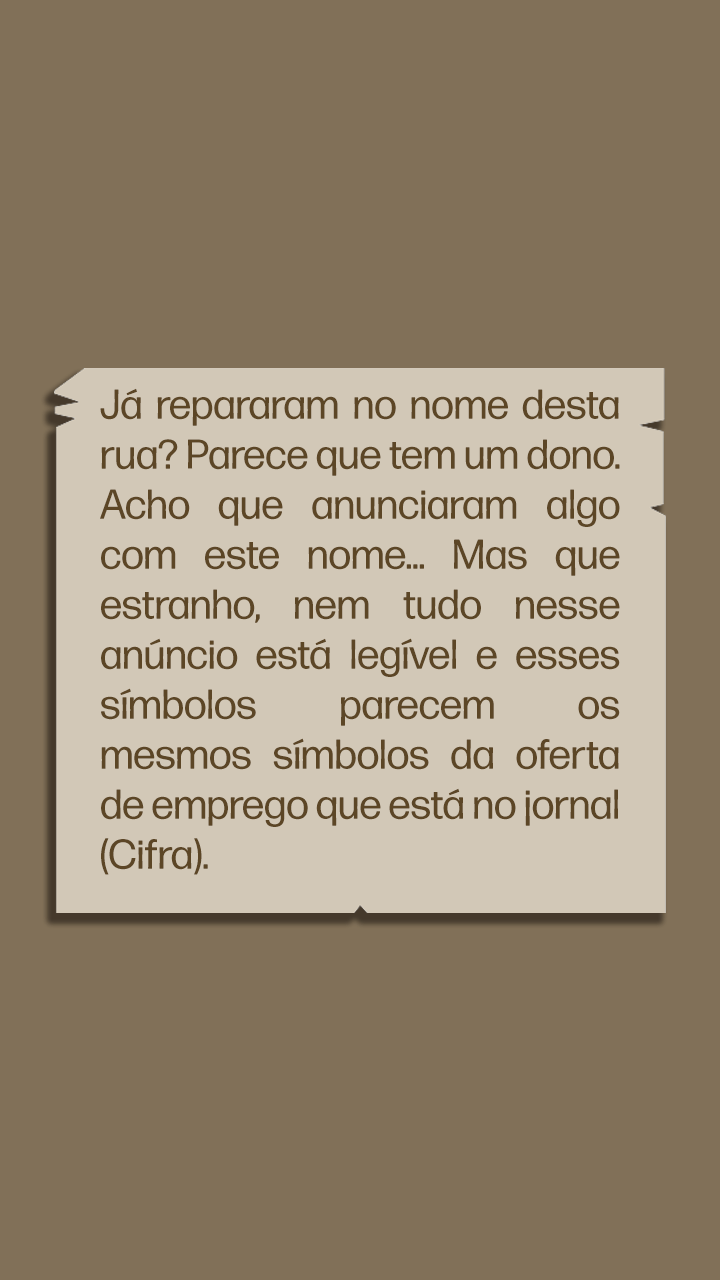 Já repararam no nome desta
rua? Parece que tem um dono.
Acho que anunciaram algo
com este nome... Mas que
estranho, nem tudo nesse
anúncio está legível e esses
símbolos parecem os
mesmos símbolos da oferta
de emprego que está no jornal
(Cifra).